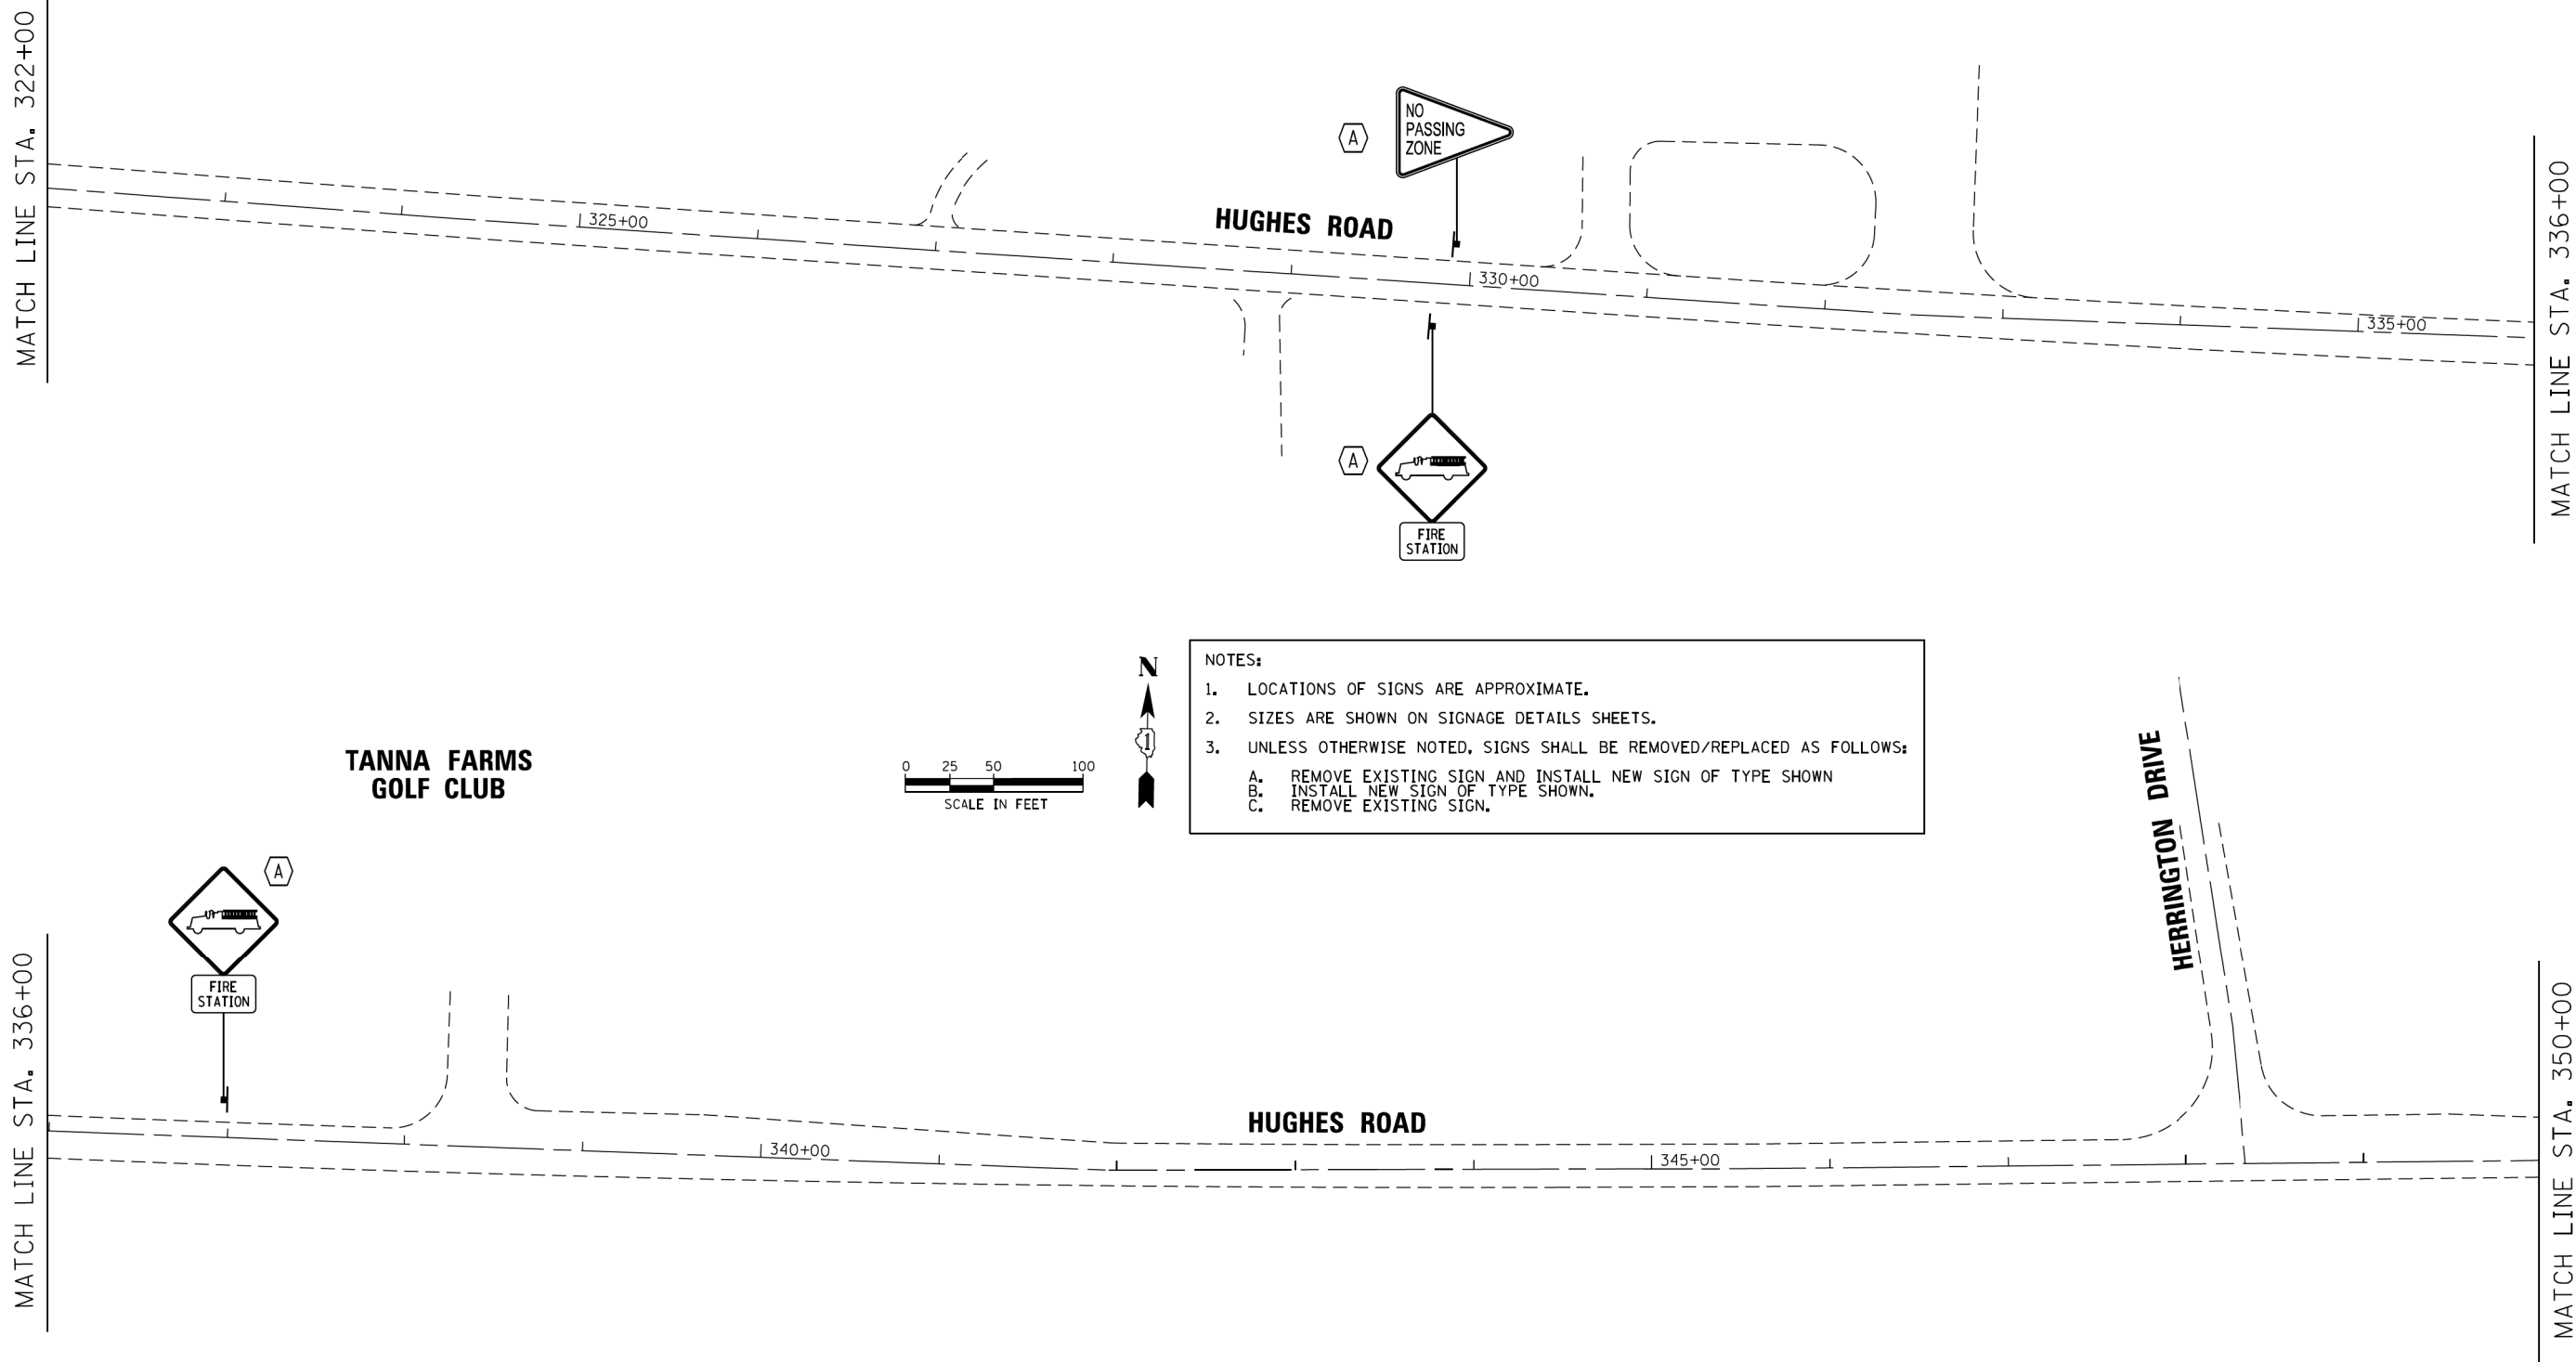 MATCH LINE STA. 322+00
325+00
HUGHES ROAD
A
NO
PASSING
ZONE
330+00
335+00
MATCH LINE STA. 336+00
A
FIRE
STATION
TANNA FARMS
GOLF CLUB
0 25 50 100
SCALE IN FEET
N
1
NOTES:
1. LOCATIONS OF SIGNS ARE APPROXIMATE.
2. SIZES ARE SHOWN ON SIGNAGE DETAILS SHEETS.
3. UNLESS OTHERWISE NOTED, SIGNS SHALL BE REMOVED/REPLACED AS FOLLOWS:
A. REMOVE EXISTING SIGN AND INSTALL NEW SIGN OF TYPE SHOWN
B. INSTALL NEW SIGN OF TYPE SHOWN.
C. REMOVE EXISTING SIGN.
HERRINGTON DRIVE
MATCH LINE STA. 336+00
A
FIRE
STATION
340+00
HUGHES ROAD
345+00
MATCH LINE STA. 350+00